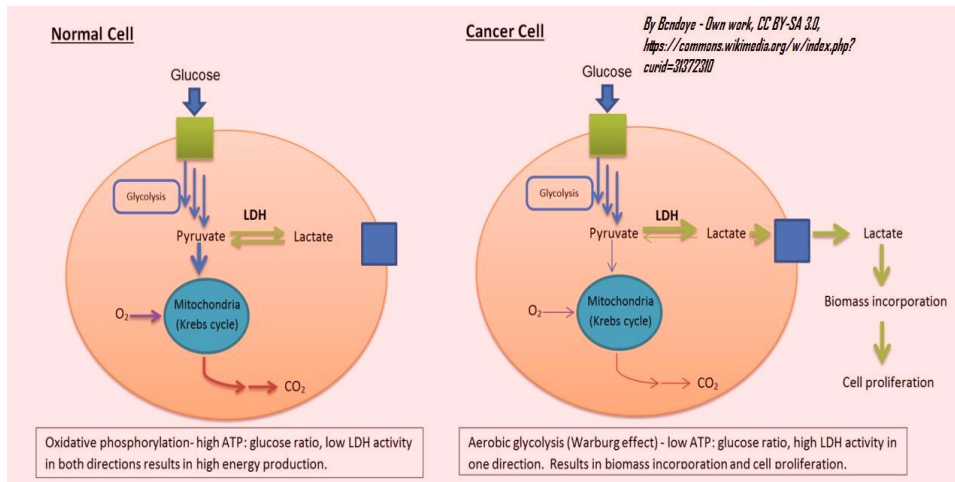 Normal Cell
Glucose
Glycolysis
LDH
Pyruvate
Lactate
Mitochondria
(Krebs cycle)
O2
CO2
Oxidative phosphorylation- high ATP: glucose ratio, low LDH activity
in both directions results in high energy production.
Cancer Cell
By Bcndoye - Own work, CC BY-SA 3.0,
https://commons.wikimedia.org/w/index.php?
curid=31372310
Glucose
Glycolysis
LDH
Pyruvate
Lactate
Lactate
Mitochondria
(Krebs cycle)
O2
CO2
Biomass incorporation
Cell proliferation
Aerobic glycolysis (Warburg effect) - low ATP: glucose ratio, high LDH activity in
one direction. Results in biomass incorporation and cell proliferation.